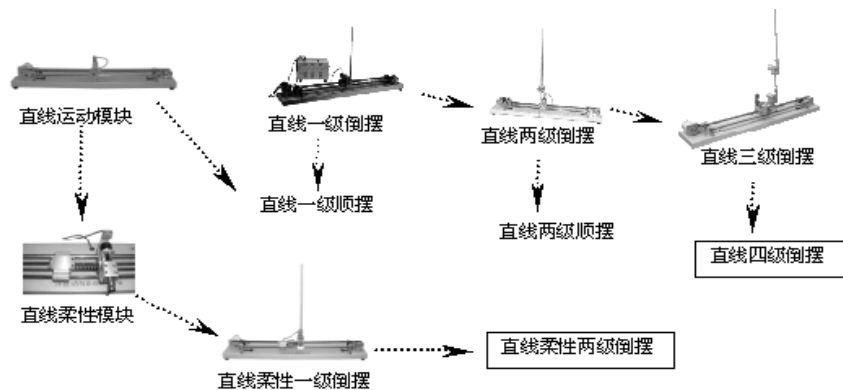 直线运动模块
直线一级倒摆
直线两级倒摆
直线三级倒摆
直线一级顺摆
直线两级顺摆
直线四级倒摆
直线柔性模块
直线柔性两级倒摆
直线柔性一级倒摆